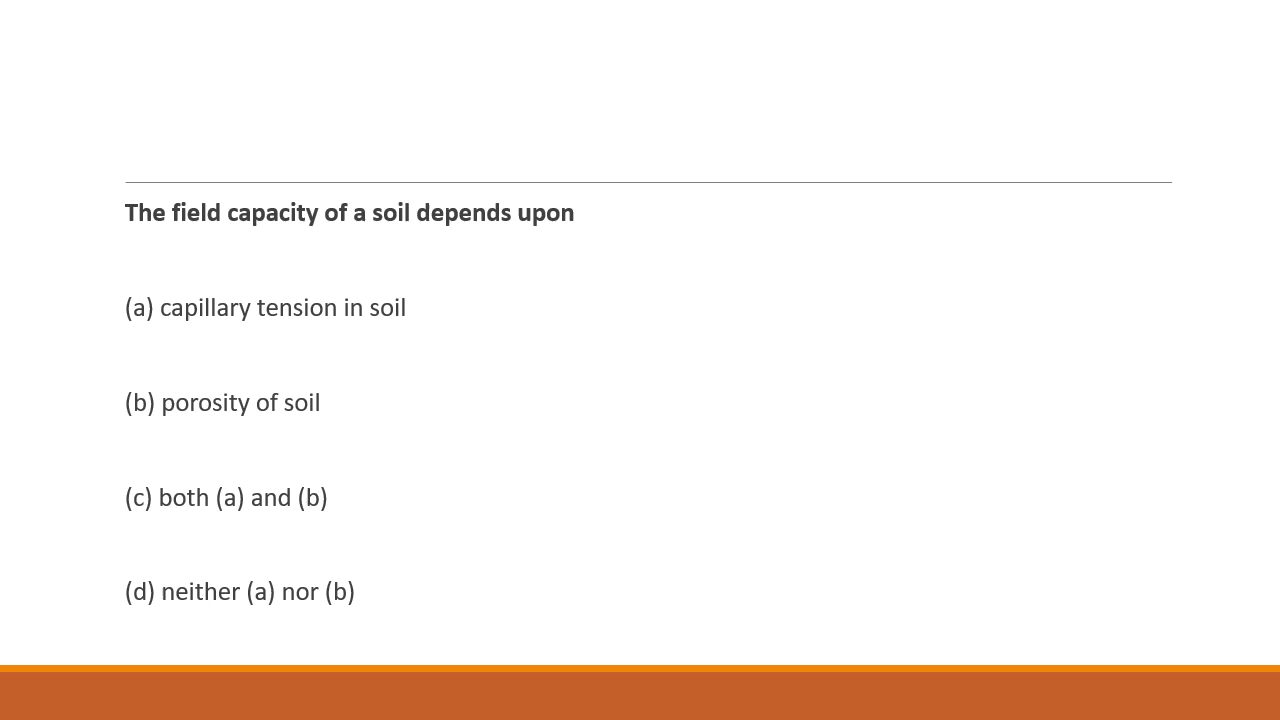 The field capacity of a soil depends upon
(a) capillary tension in soil
(b) porosity of soil
(c) both (a) and (b)
(d) neither (a) nor (b)